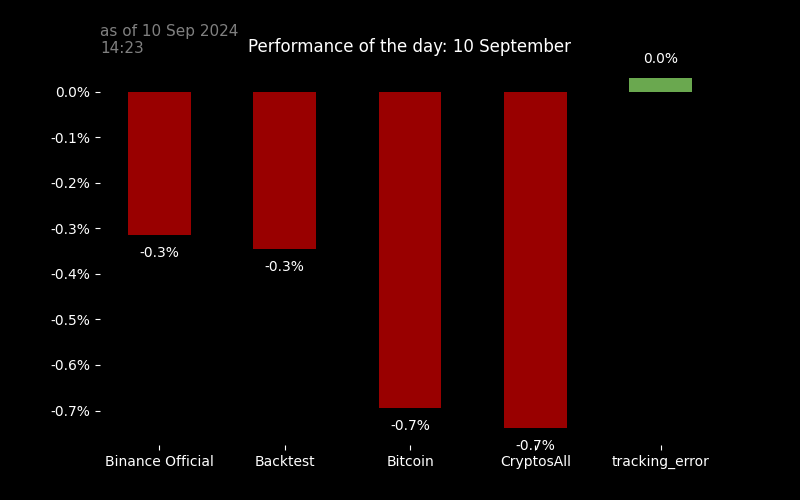 as of 10 Sep 2024
14:23
Performance of the day: 10 September
0.0%
0.0%
-0.1%
-0.2%
-0.3%
-0.4%
-0.5%
-0.6%
-0.7%
-0.3%
-0.3%
-0.7%
-0.7%
Binance Official
Backtest
Bitcoin
CryptosAll
tracking_error